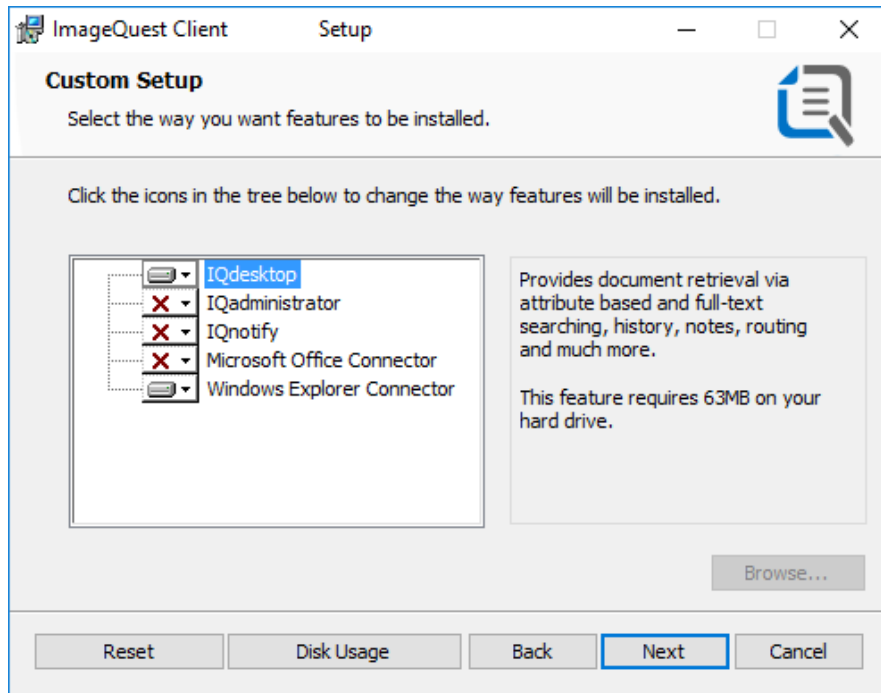 ImageQuest Client Setup
Custom Setup
Select the way you want features to be installed.
Click the icons in the tree below to change the way features will be installed.
IQdesktop
IQadministrator
IQnotify
Microsoft Office Connector
Windows Explorer Connector
Provides document retrieval via
attribute based and full-text
searching, history, notes, routing
and much more.
This feature requires 63MB on your
hard drive.
Browse...
Reset Disk Usage Back Next Cancel